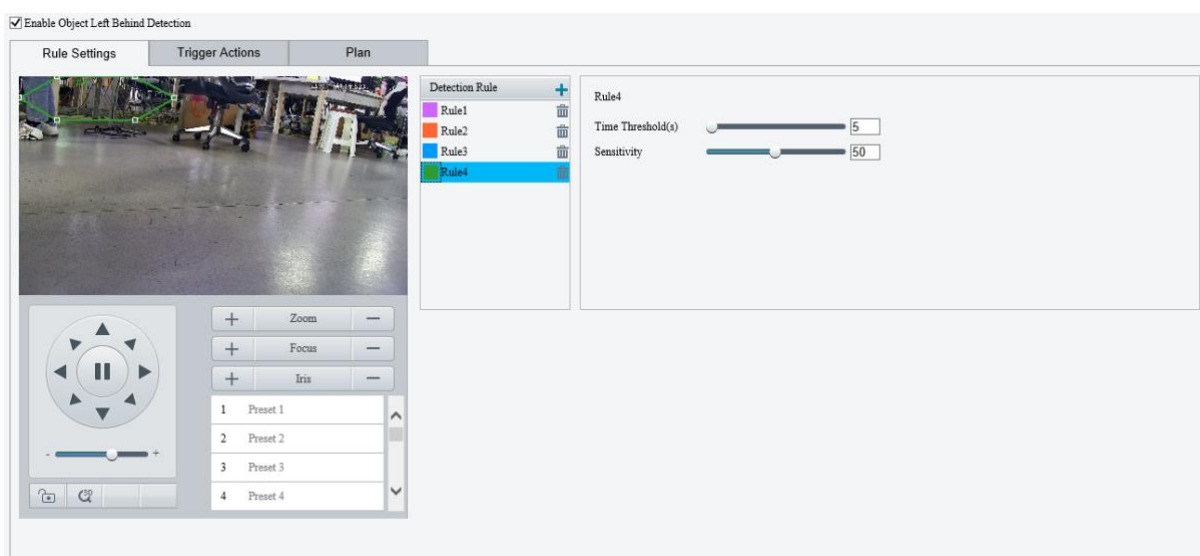 Enable Object Left Behind Detection
Rule Settings
Trigger Actions
Plan
Detection Rule
Rule1
Rule2
Rule3
Rule4
Rule4
Time Threshold(s) 5
Sensitivity 50
+ Zoom —
+ Focus —
+ Iris —
1 Preset 1
2 Preset 2
3 Preset 3
4 Preset 4
- +
3D